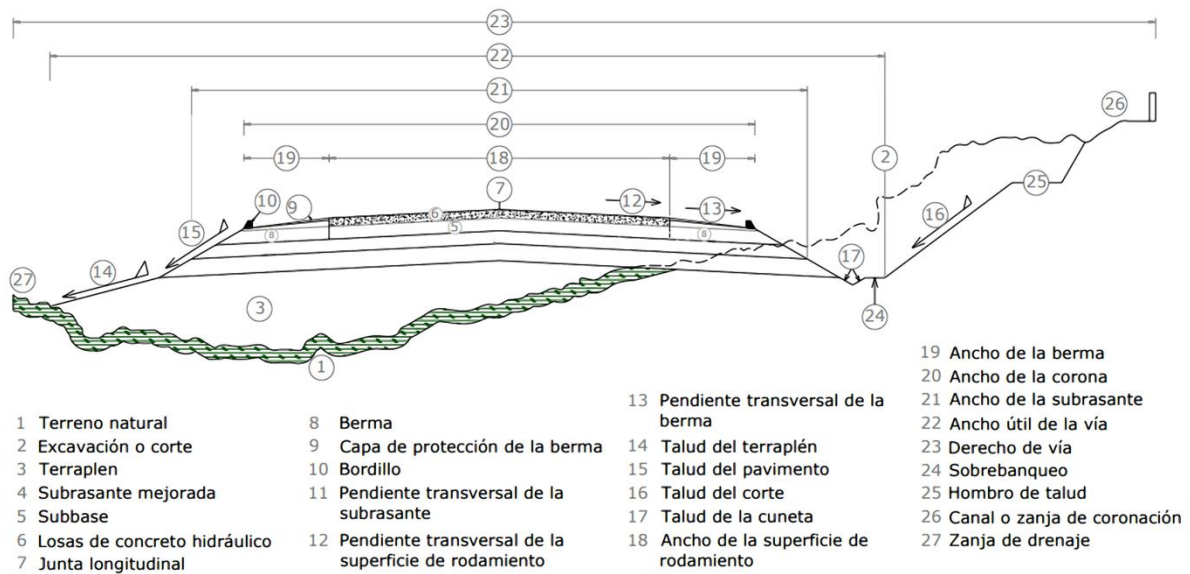 23
22
21
20
19
18
19
26
2
7
10
9
6
12
13
25
5
8
8
15
16
14
17
27
3
24
1
1 Terreno natural
2 Excavación o corte
3 Terraplen
4 Subrasante mejorada
5 Subbase
6 Losas de concreto hidráulico
7 Junta longitudinal
8 Berma
9 Capa de protección de la berma
10 Bordillo
11 Pendiente transversal de la
subrasante
12 Pendiente transversal de la
superficie de rodamiento
13 Pendiente transversal de la
berma
14 Talud del terraplén
15 Talud del pavimento
16 Talud del corte
17 Talud de la cuneta
18 Ancho de la superficie de
rodamiento
19 Ancho de la berma
20 Ancho de la corona
21 Ancho de la subrasante
22 Ancho útil de la vía
23 Derecho de vía
24 Sobrebanqueo
25 Hombro de talud
26 Canal o zanja de coronación
27 Zanja de drenaje